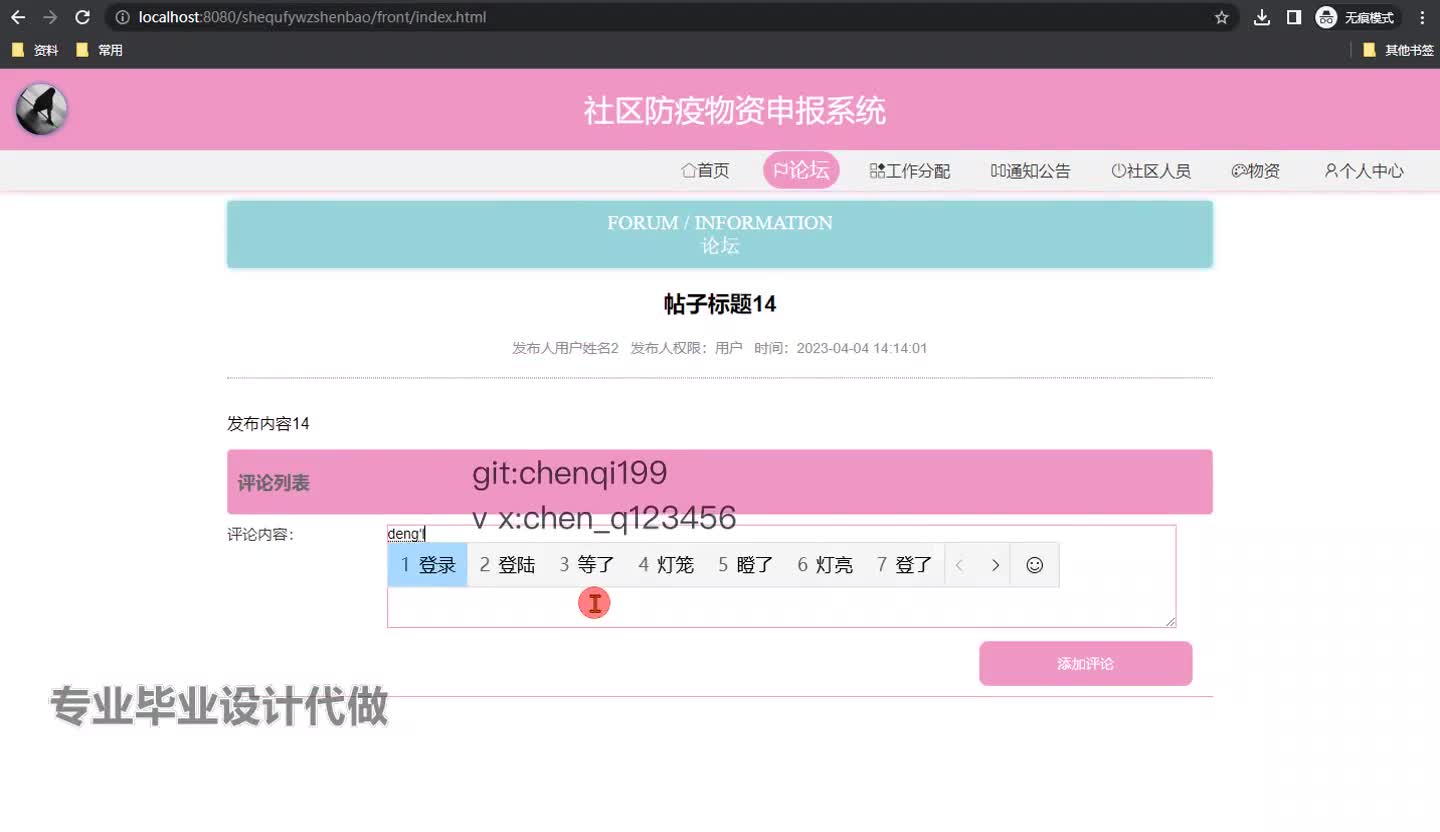 localhost:8080/shequfywzshenbao/front/index.html
无痕模式
资料 常用 其他书签
社区防疫物资申报系统
首页 论坛 工作分配 通知公告 社区人员 物资 个人中心
FORUM / INFORMATION
论坛
帖子标题14
发布人用户姓名2 发布人权限：用户 时间：2023-04-04 14:14:01
发布内容14
评论列表
git:chenqi199
v x:chen_q123456
评论内容：
deng'l
1 登录 2 登陆 3 等了 4 灯笼 5 瞪了 6 灯亮 7 登了
添加评论
专业毕业设计代做